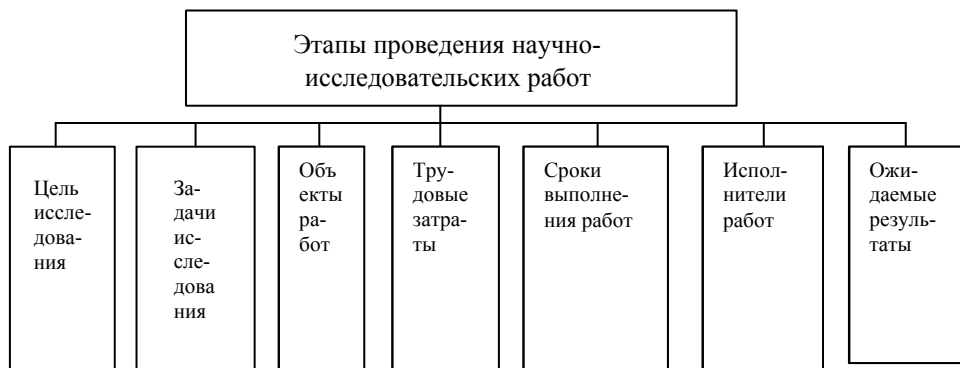 Этапы проведения научно-
исследовательских работ
Цель
иссле-
дова-
ния
За-
дачи
ис-
сле-
дова
ния
Объ
екты
ра-
бот
Тру-
довые
затра-
ты
Сроки
выполне-
ния работ
Испол-
нители
работ
Ожи-
даемые
резуль-
таты